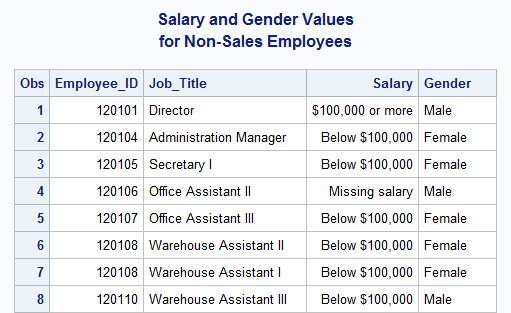 Salary and Gender Values
for Non-Sales Employees
Obs Employee_ID Job_Title Salary Gender
1 120101 Director $100,000 or more Male
2 120104 Administration Manager Below $100,000 Female
3 120105 Secretary I Below $100,000 Female
4 120106 Office Assistant II Missing salary Male
5 120107 Office Assistant III Below $100,000 Female
6 120108 Warehouse Assistant II Below $100,000 Female
7 120108 Warehouse Assistant I Below $100,000 Female
8 120110 Warehouse Assistant III Below $100,000 Male